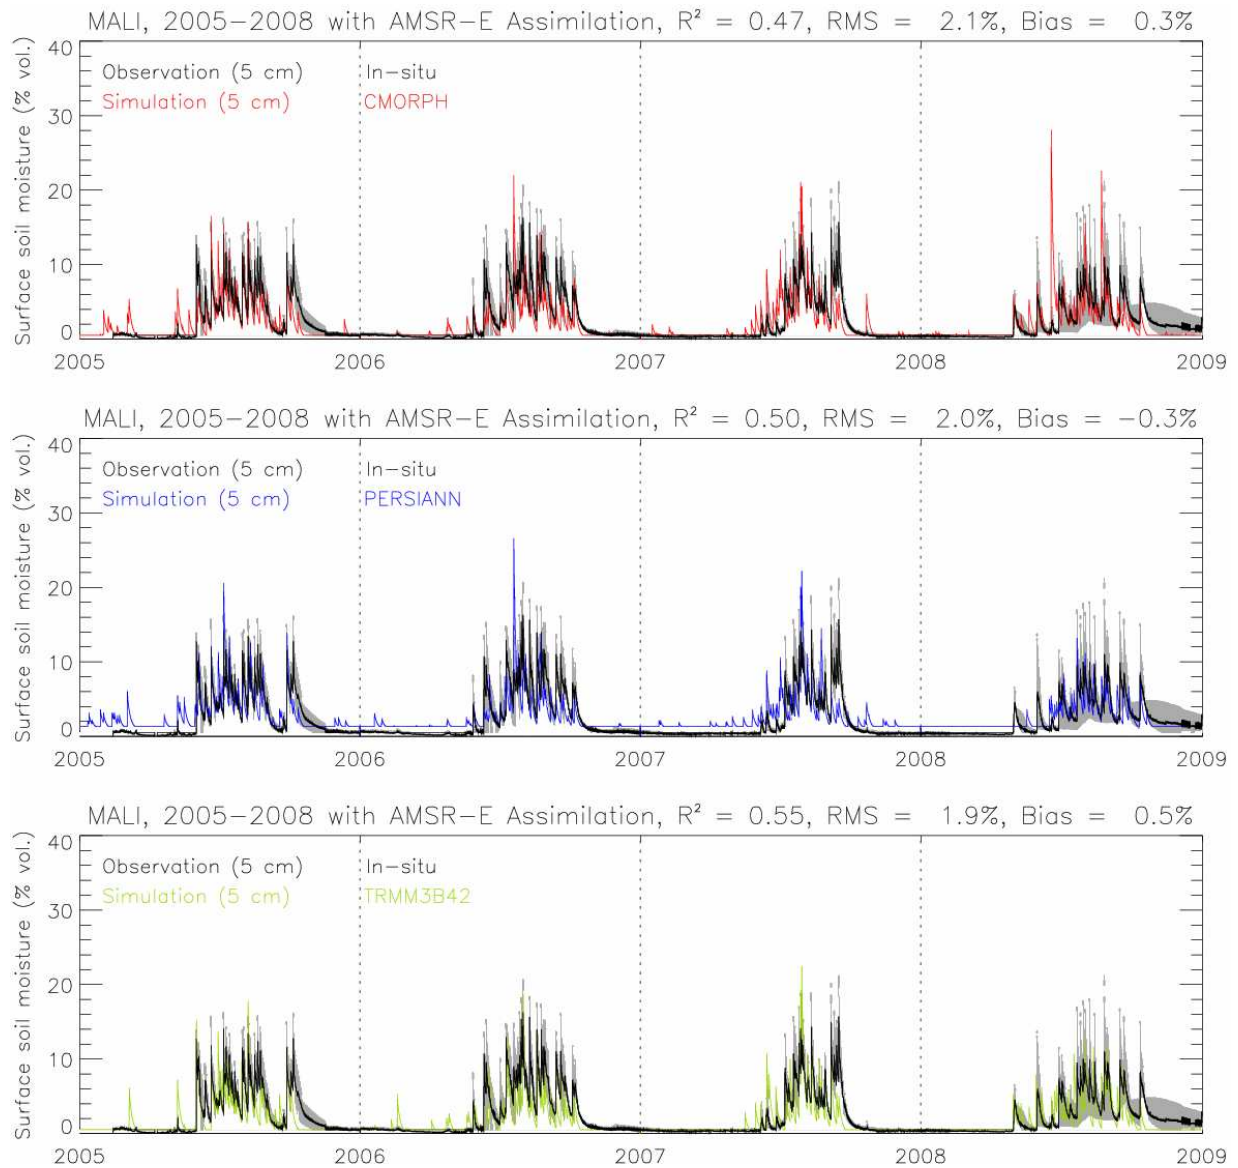 MALI, 2005−2008 with AMSR−E Assimilation, R² = 0.47, RMS = 2.1%, Bias = 0.3%
Surface soil moisture (% vol.)
40
30
20
10
0
Observation (5 cm) In−situ
Simulation (5 cm) CMORPH
2005 2006 2007 2008 2009
MALI, 2005−2008 with AMSR−E Assimilation, R² = 0.50, RMS = 2.0%, Bias = −0.3%
Surface soil moisture (% vol.)
40
30
20
10
0
Observation (5 cm) In−situ
Simulation (5 cm) PERSIANN
2005 2006 2007 2008 2009
MALI, 2005−2008 with AMSR−E Assimilation, R² = 0.55, RMS = 1.9%, Bias = 0.5%
Surface soil moisture (% vol.)
40
30
20
10
0
Observation (5 cm) In−situ
Simulation (5 cm) TRMM3B42
2005 2006 2007 2008 2009